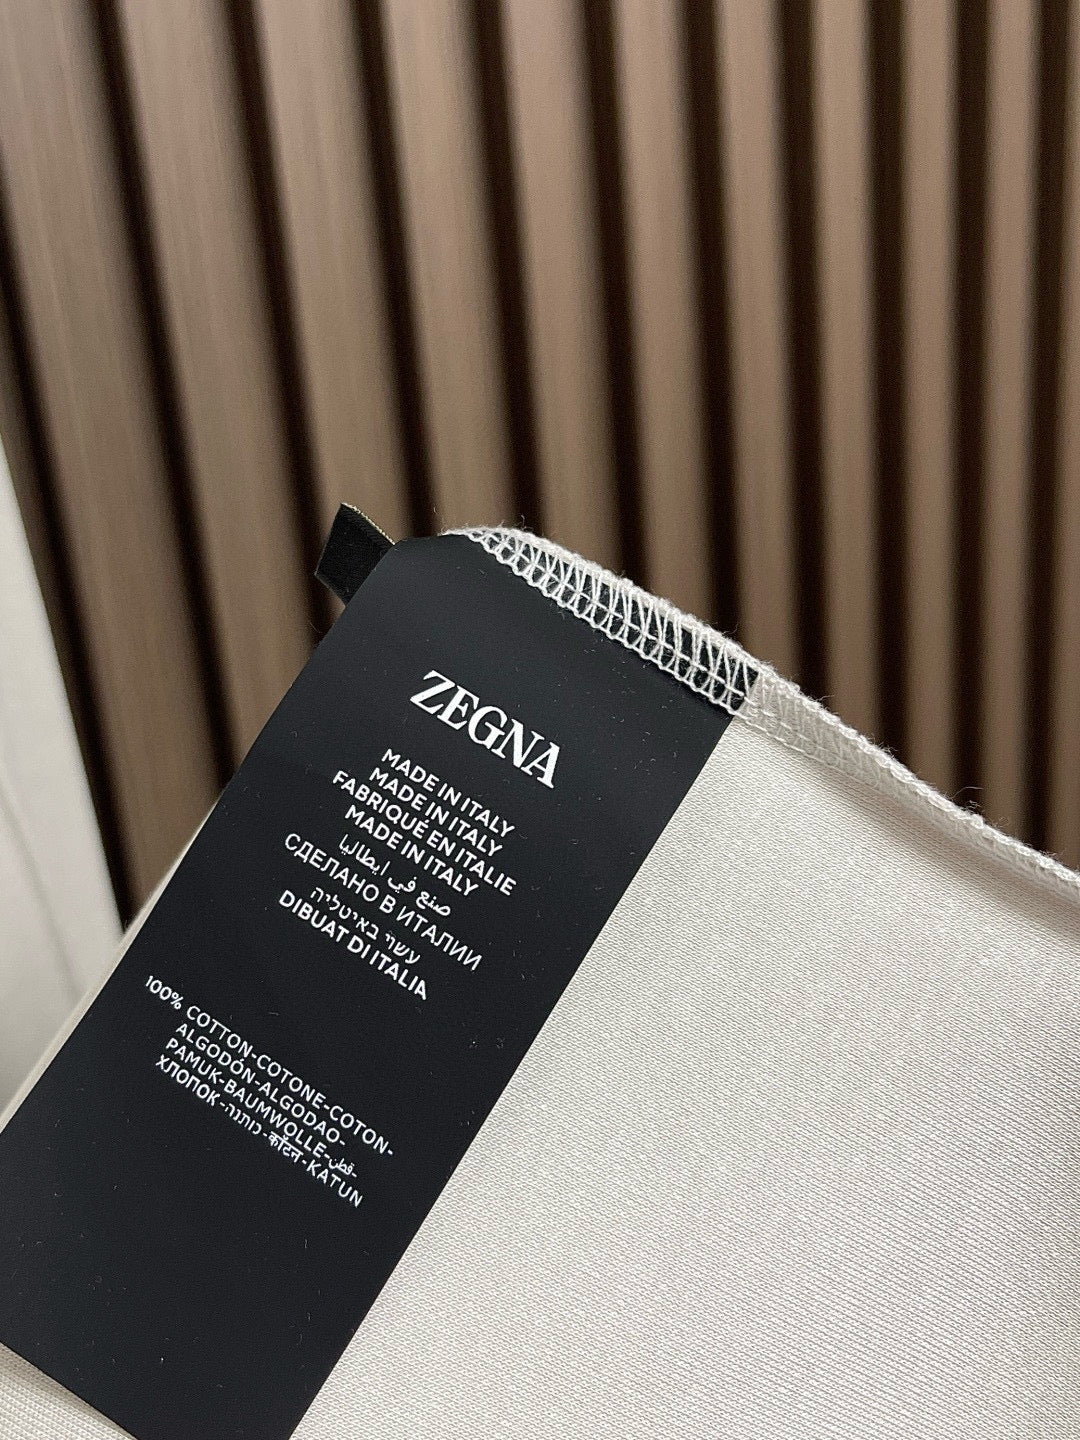 ZEGNA
MADE IN ITALY
MADE IN ITALY
FABRIQUÉ EN ITALIE
MADE IN ITALY
صنع في ايطاليا
СДЕЛАНО В ИТАЛИИ
עשוי באיטליה
DIBUAT DI ITALIA
100% COTTON-COTONE-COTON-
ALGODÓN-ALGODAO-
PAMUK-BAUMWOLLE-قطن-
ХЛОПОК-כותנה-कॉटन-KATUN